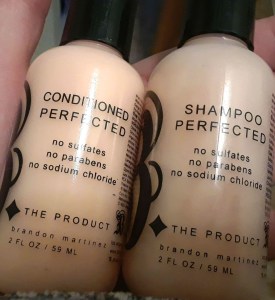 CONDITIONED
PERFECTED
no sulfates
no parabens
no sodium chloride
THE PRODUCT
brandon martinez
2 FL OZ / 59 ML
SHAMPOO
PERFECTED
no sulfates
no parabens
no sodium chloride
THE PRODUCT
brandon martinez
2 FL OZ / 59 ML